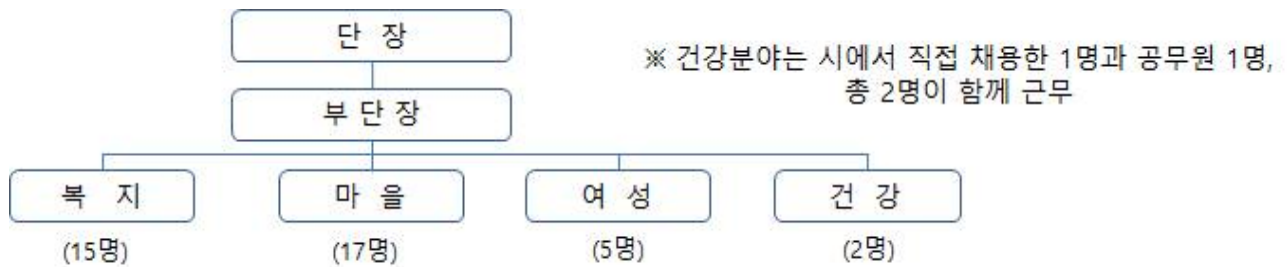 단 장
※ 건강분야는 시에서 직접 채용한 1명과 공무원 1명,
총 2명이 함께 근무
부 단 장
복 지
마 을
여 성
건 강
(15명)
(17명)
(5명)
(2명)